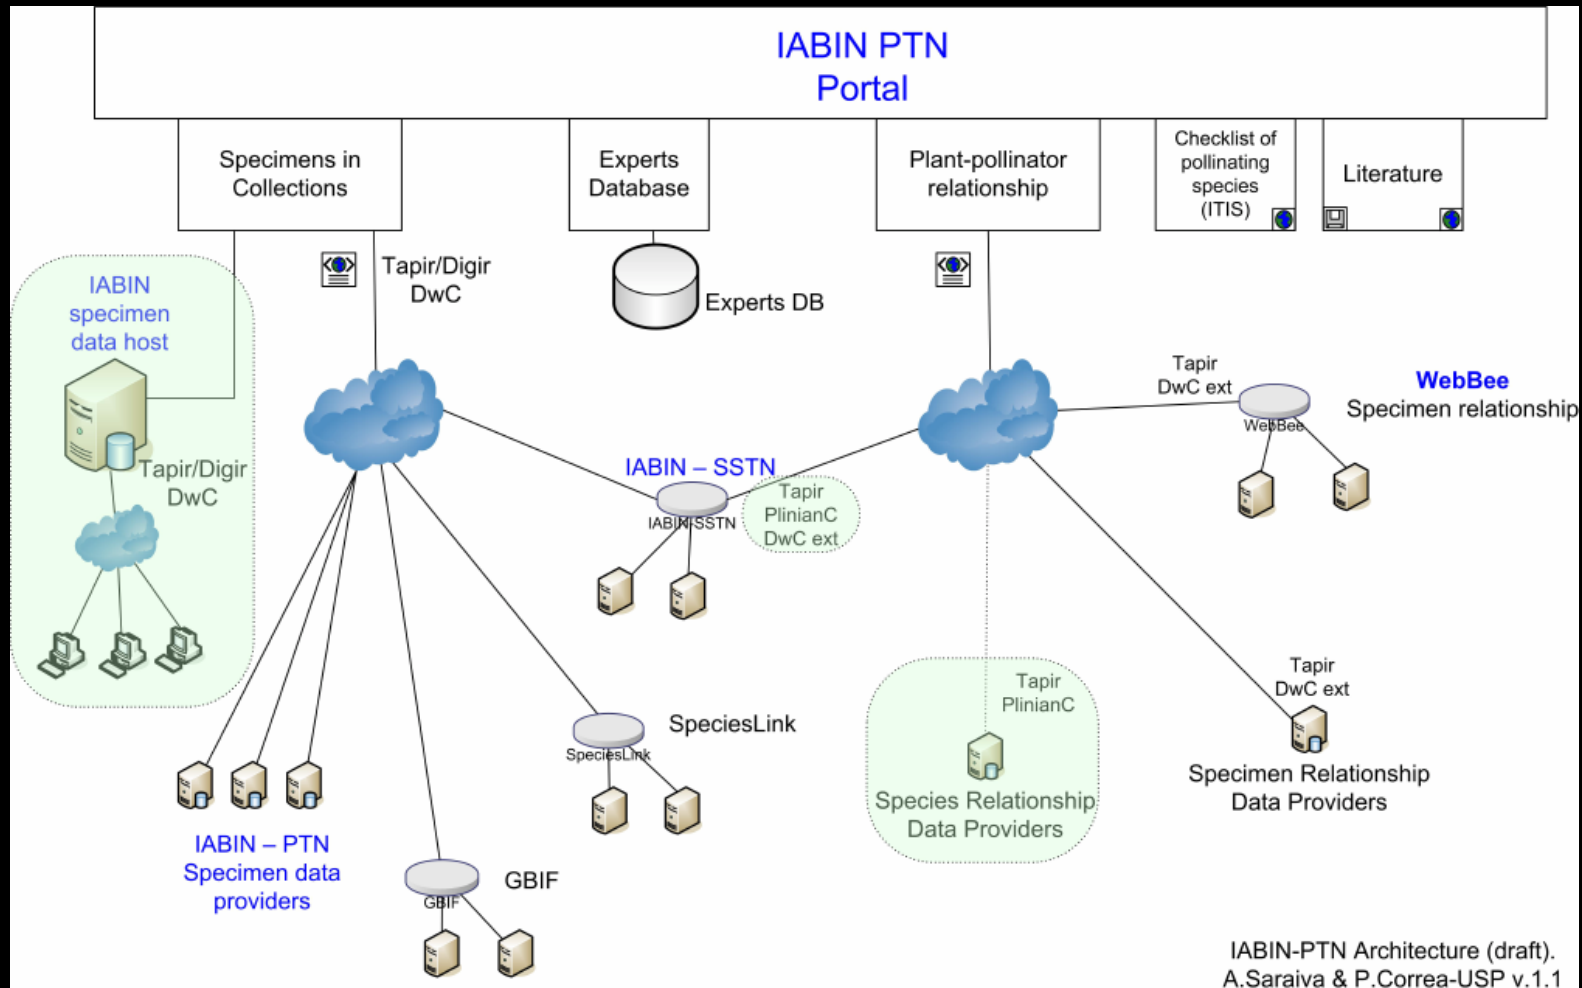 IABIN PTN
Portal
Specimens in
Collections
Experts
Database
Plant-pollinator
relationship
Checklist of
pollinating
species
(ITIS)
Literature
IABIN
specimen
data host
Tapir/Digir
DwC
Tapir/Digir
DwC
Experts DB
IABIN – SSTN
IABIN-SSTN
Tapir
PlinianC
DwC ext
Tapir
DwC ext
WebBee
Specimen relationship
WebBee
SpeciesLink
SpeciesLink
Tapir
PlinianC
Species Relationship
Data Providers
Tapir
DwC ext
Specimen Relationship
Data Providers
IABIN – PTN
Specimen data
providers
GBIF
GBIF
IABIN-PTN Architecture (draft).
A.Saraiva & P.Correa-USP v.1.1